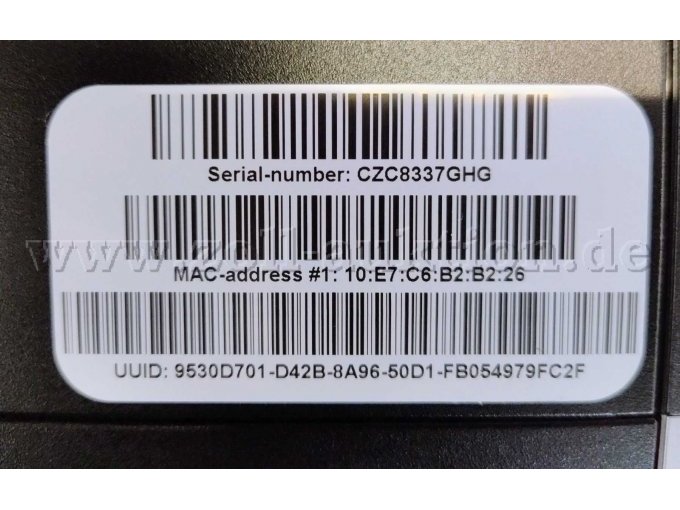 Serial-number: CZC8337GHG
www.zoll-auktion.de
MAC-address #1: 10:E7:C6:B2:B2:26
UUID: 9530D701-D42B-8A96-50D1-FB054979FC2F